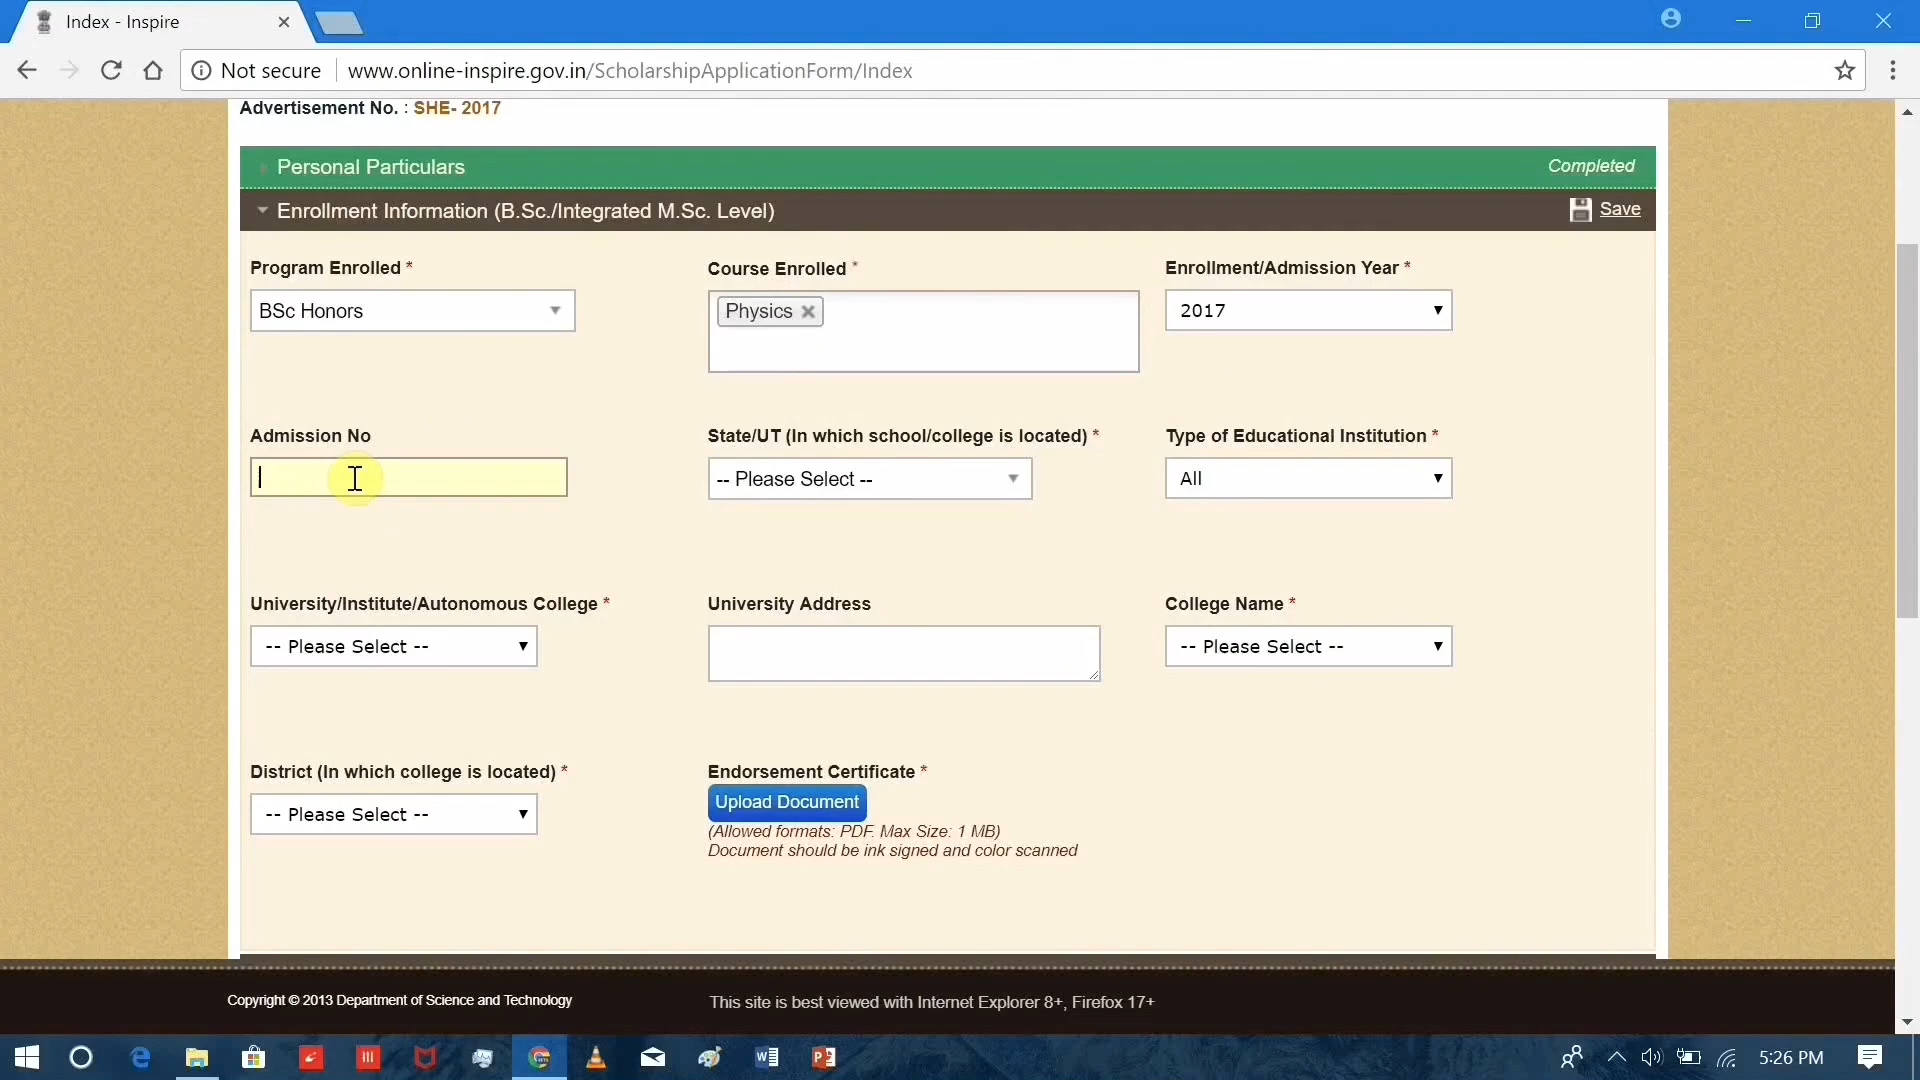 Index - Inspire
Not secure www.online-inspire.gov.in/ScholarshipApplicationForm/Index
Advertisement No. : SHE- 2017
Personal Particulars Completed
Enrollment Information (B.Sc./Integrated M.Sc. Level) Save
Program Enrolled * Course Enrolled * Enrollment/Admission Year *
BSc Honors Physics 2017
Admission No State/UT (In which school/college is located) * Type of Educational Institution *
-- Please Select -- All
University/Institute/Autonomous College * University Address College Name *
-- Please Select -- -- Please Select --
District (In which college is located) * Endorsement Certificate *
-- Please Select -- Upload Document
(Allowed formats: PDF. Max Size: 1 MB)
Document should be ink signed and color scanned
Copyright © 2013 Department of Science and Technology This site is best viewed with Internet Explorer 8+, Firefox 17+
5:26 PM